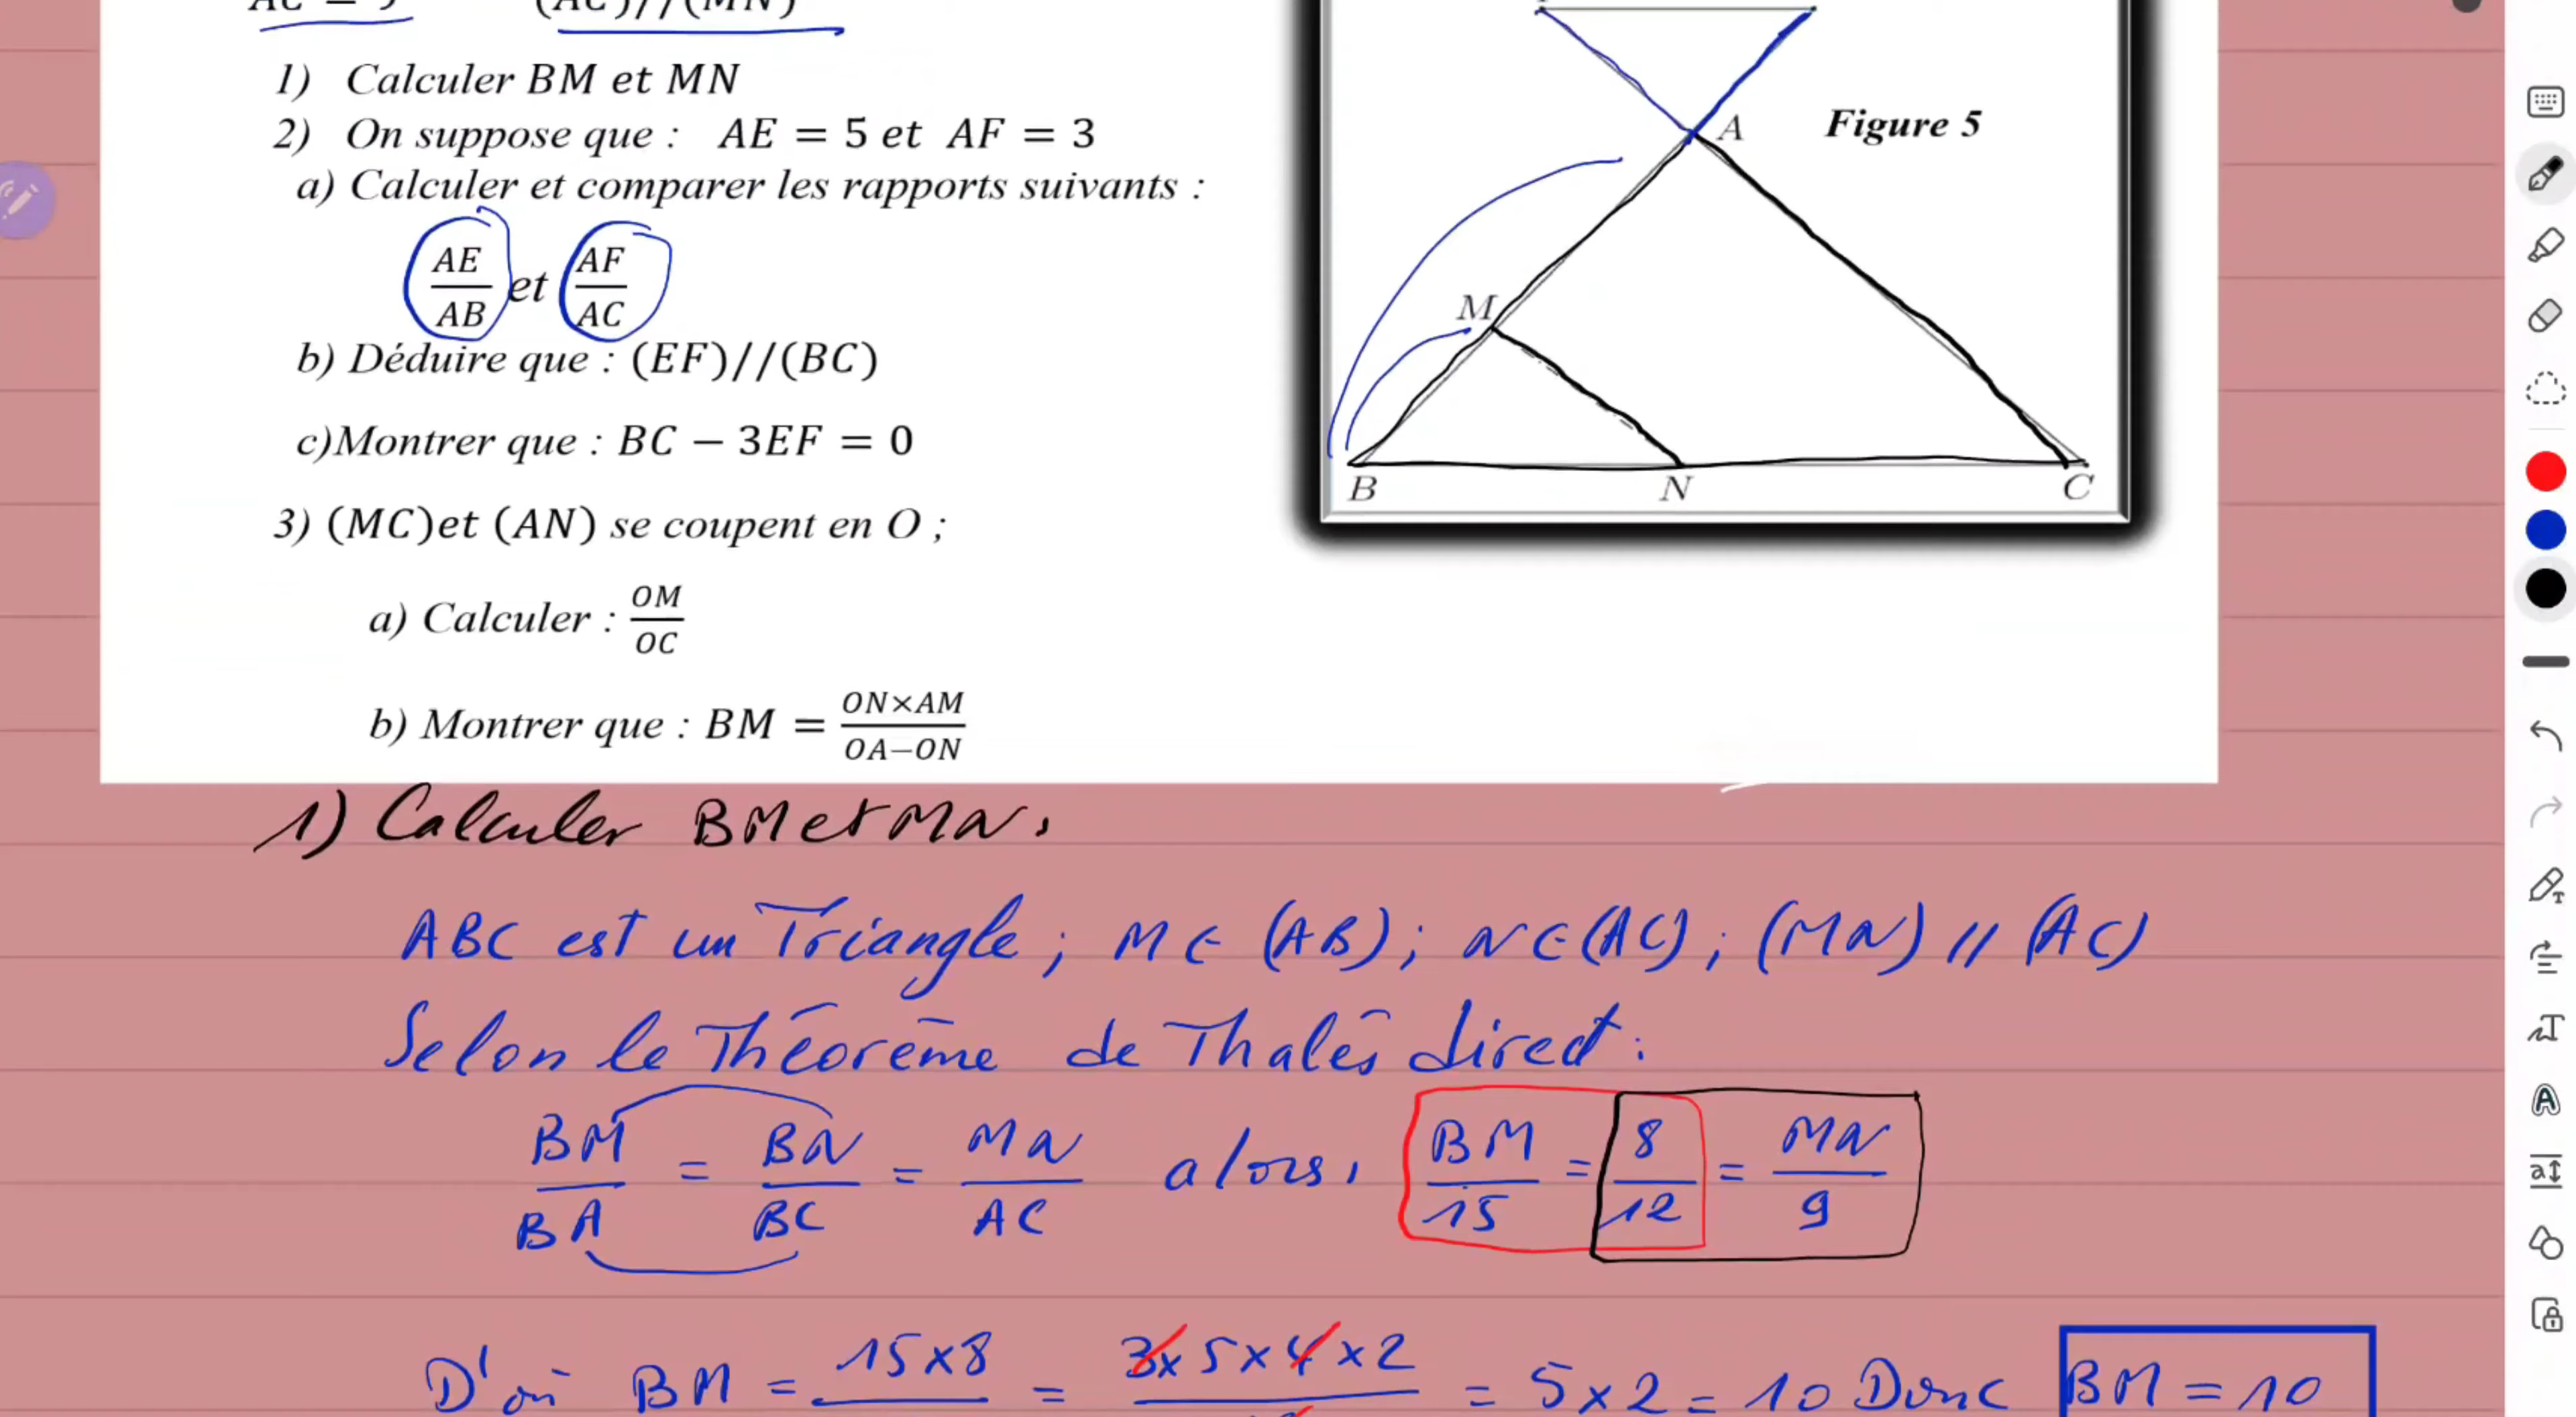 AC = 9 (AC)//(MN)
1) Calculer BM et MN
2) On suppose que : AE = 5 et AF = 3
a) Calculer et comparer les rapports suivants :
AE/AB et AF/AC
b) Déduire que : (EF)//(BC)
c)Montrer que : BC − 3EF = 0
3) (MC)et (AN) se coupent en O ;
a) Calculer : OM/OC
b) Montrer que : BM = ON×AM/OA−ON
A
Figure 5
M
B N C
1) Calculer BM et MN.
ABC est un Triangle ; M ∈ (AB) ; N ∈ (AC) ; (MN) // (AC)
Selon le Théorème de Thalès direct :
BM/BA = BN/BC = MN/AC alors, BM/15 = 8/12 = MN/9
D'où BM = 15×8 = 3×5×4×2 = 5×2 = 10 Donc BM = 10